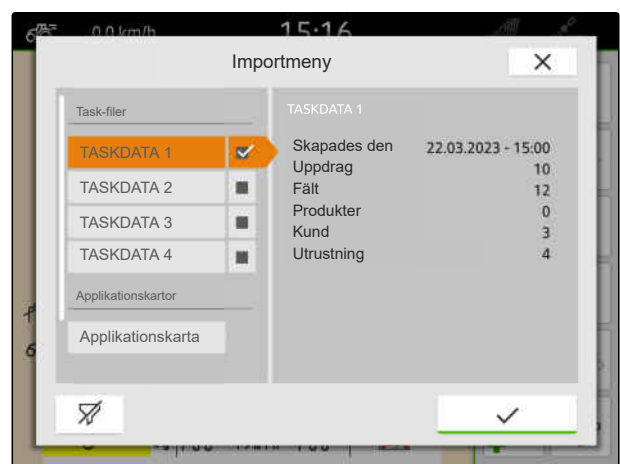 0.0 km/h 15:16
Importmeny
Task-filer
TASKDATA 1
TASKDATA 2
TASKDATA 3
TASKDATA 4
Applikationskartor
Applikationskarta
TASKDATA 1
Skapades den 22.03.2023 - 15:00
Uppdrag 10
Fält 12
Produkter 0
Kund 3
Utrustning 4